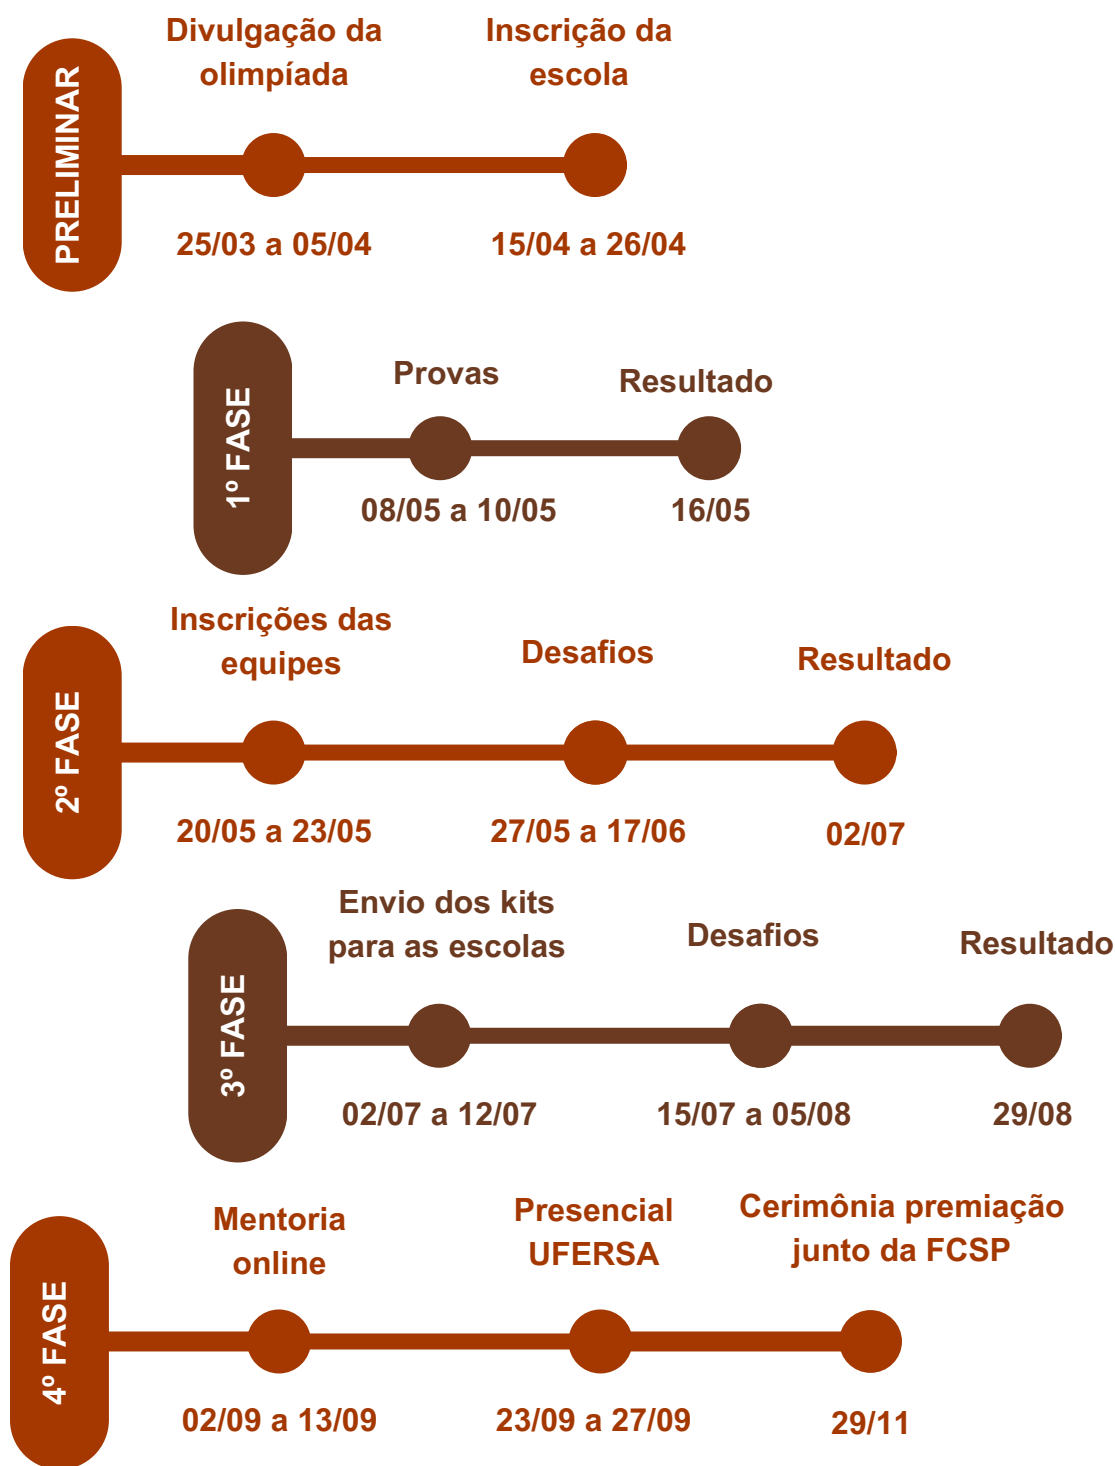 PRELIMINAR
Divulgação da
olimpíada
25/03 a 05/04
Inscrição da
escola
15/04 a 26/04
1º FASE
Provas
08/05 a 10/05
Resultado
16/05
2º FASE
Inscrições das
equipes
20/05 a 23/05
Desafios
27/05 a 17/06
Resultado
02/07
3º FASE
Envio dos kits
para as escolas
02/07 a 12/07
Desafios
15/07 a 05/08
Resultado
29/08
4º FASE
Mentoria
online
02/09 a 13/09
Presencial
UFERSA
23/09 a 27/09
Cerimônia premiação
junto da FCSP
29/11